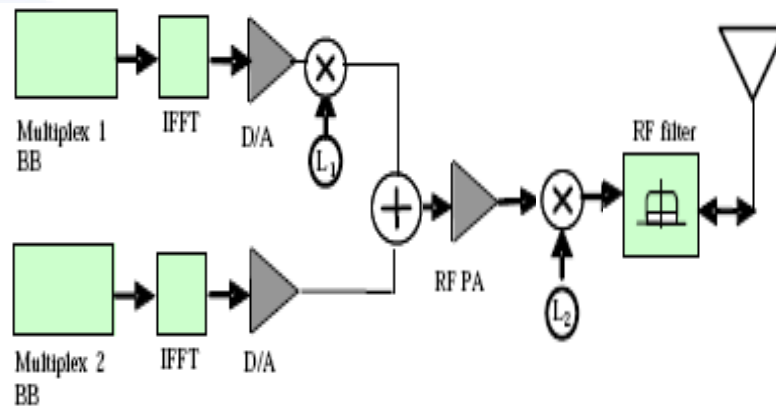 Multiplex 1
BB
IFFT
D/A
L1
RF PA
L2
RF filter
Multiplex 2
BB
IFFT
D/A